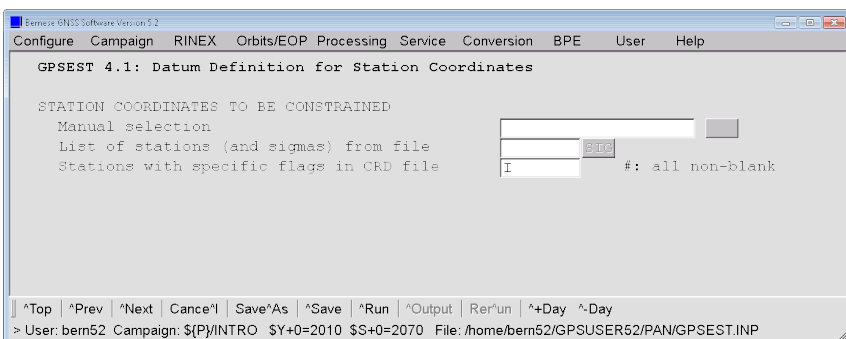 Bernese GNSS Software Version 5.2
Configure Campaign RINEX Orbits/EOP Processing Service Conversion BPE User Help
GPSEST 4.1: Datum Definition for Station Coordinates
STATION COORDINATES TO BE CONSTRAINED
Manual selection
List of stations (and sigmas) from file SIG
Stations with specific flags in CRD file I #: all non-blank
^Top ^Prev ^Next Cance^l Save^As ^Save ^Run ^Output Rer^un ^+Day ^-Day
> User: bern52 Campaign: ${P}/INTRO $Y+0=2010 $S+0=2070 File: /home/bern52/GPSUSER52/PAN/GPSEST.INP